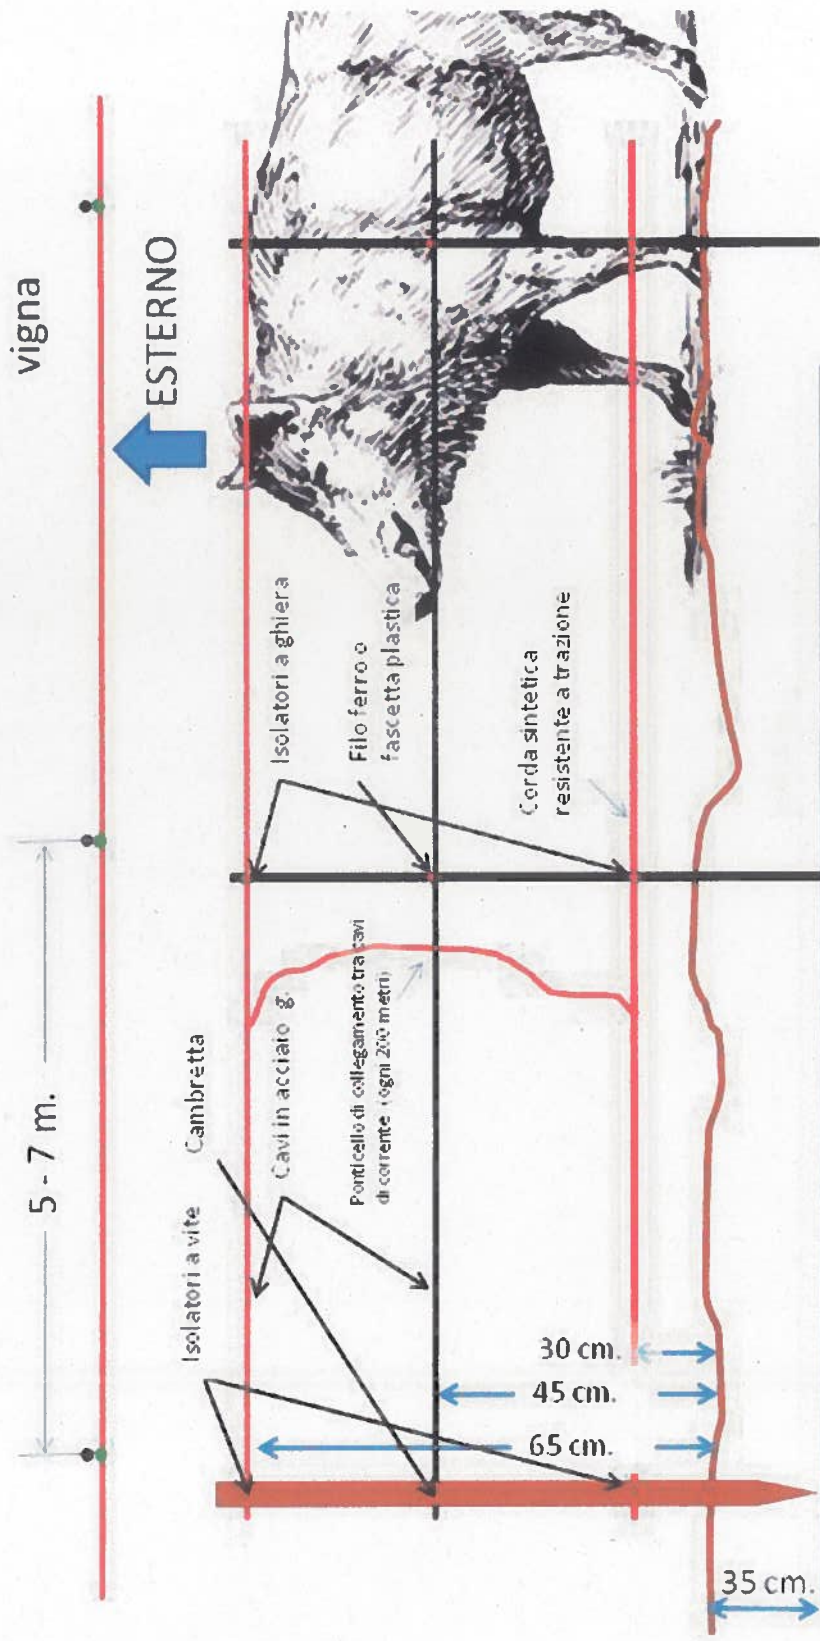 vigna
5 - 7 m.
ESTERNO
Isolatori a vite
Cambretta
Cavi in acciaio g.
Ponticello di collegamento tra cavi
di corrente (ogni 200 metri)
Isolatori a ghiera
Filo ferro o
fascetta plastica
Corda sintetica
resistente a trazione
30 cm.
45 cm.
65 cm.
35 cm.